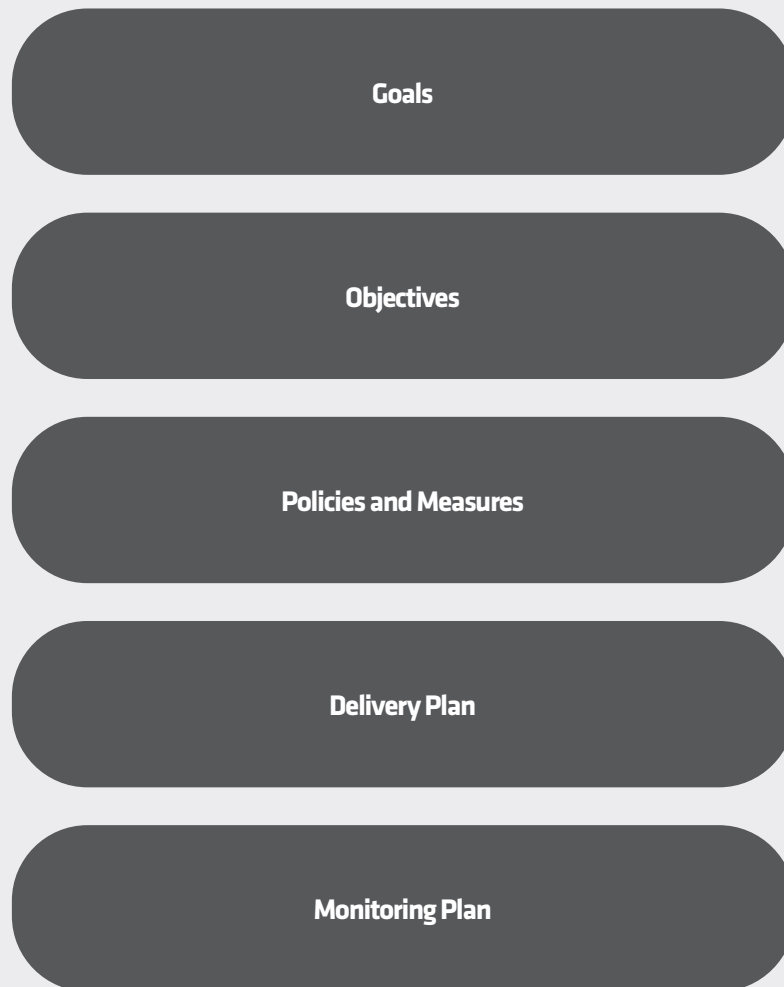 Goals
Objectives
Policies and Measures
Delivery Plan
Monitoring Plan